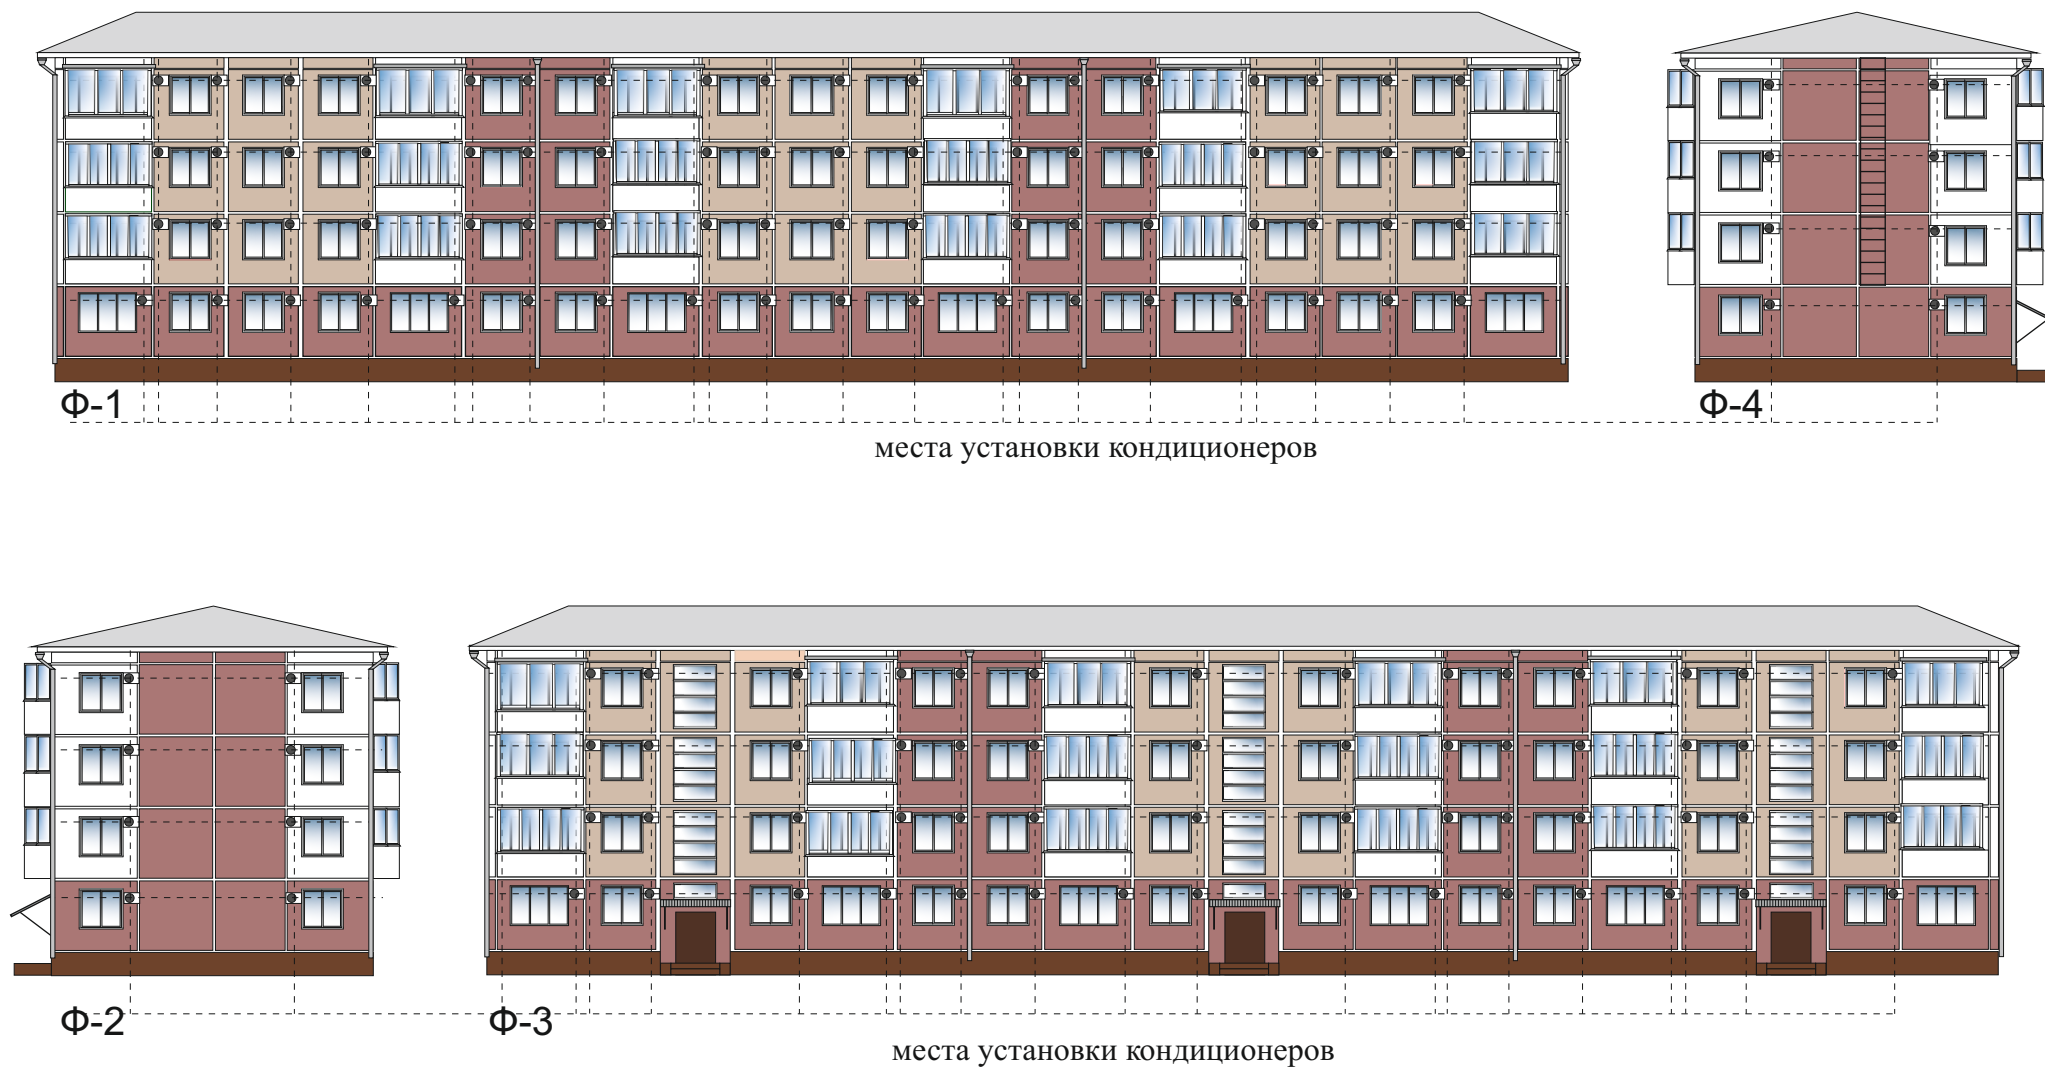 Ф-1
Ф-4
места установки кондиционеров
Ф-2
Ф-3
места установки кондиционеров